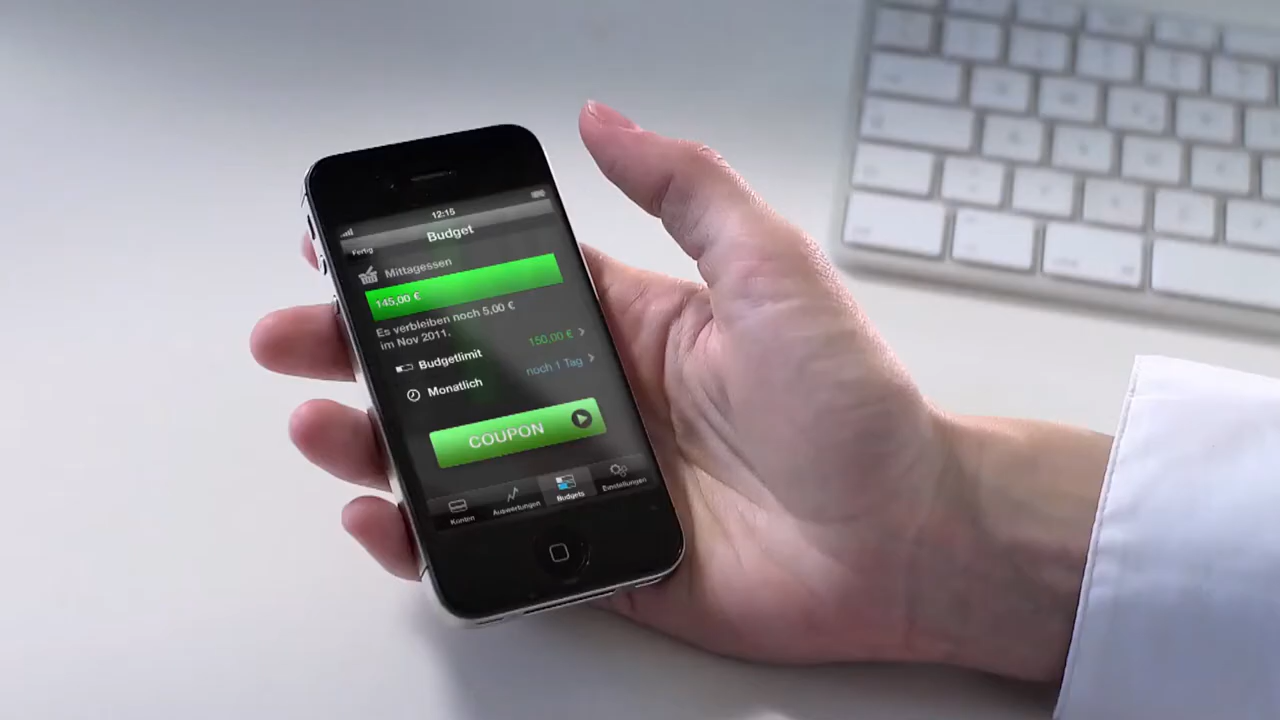 12:15
Fertig
Budget
Mittagessen
145,00 €
Es verbleiben noch 5,00 €
im Nov 2011.
Budgetlimit 150,00 €
Monatlich noch 1 Tag
COUPON
Konten Auswertungen Budgets Einstellungen